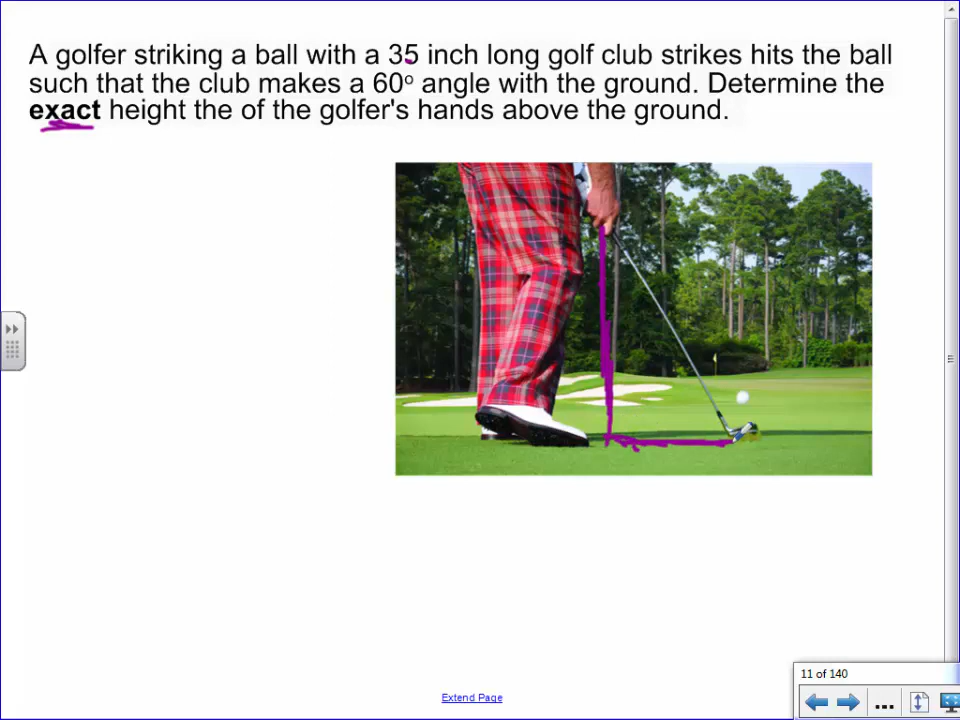 A golfer striking a ball with a 35 inch long golf club strikes hits the ball
such that the club makes a 60º angle with the ground. Determine the
exact height the of the golfer's hands above the ground.
11 of 140
Extend Page